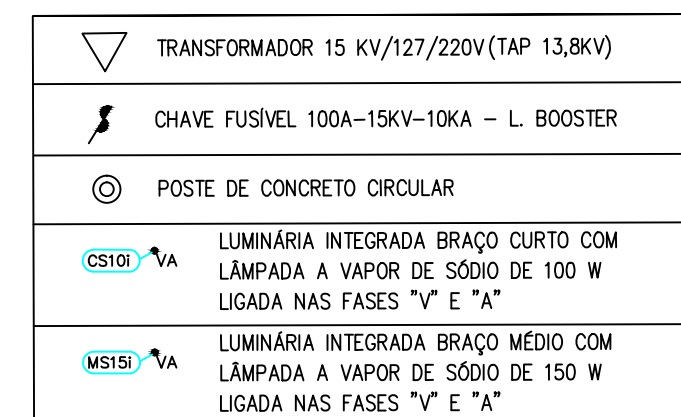 TRANSFORMADOR 15 KV/127/220V(TAP 13,8KV)
CHAVE FUSÍVEL 100A-15KV-10KA - L. BOOSTER
POSTE DE CONCRETO CIRCULAR
CS10i VA
LUMINÁRIA INTEGRADA BRAÇO CURTO COM
LÂMPADA A VAPOR DE SÓDIO DE 100 W
LIGADA NAS FASES "V" E "A"
MS15i VA
LUMINÁRIA INTEGRADA BRAÇO MÉDIO COM
LÂMPADA A VAPOR DE SÓDIO DE 150 W
LIGADA NAS FASES "V" E "A"